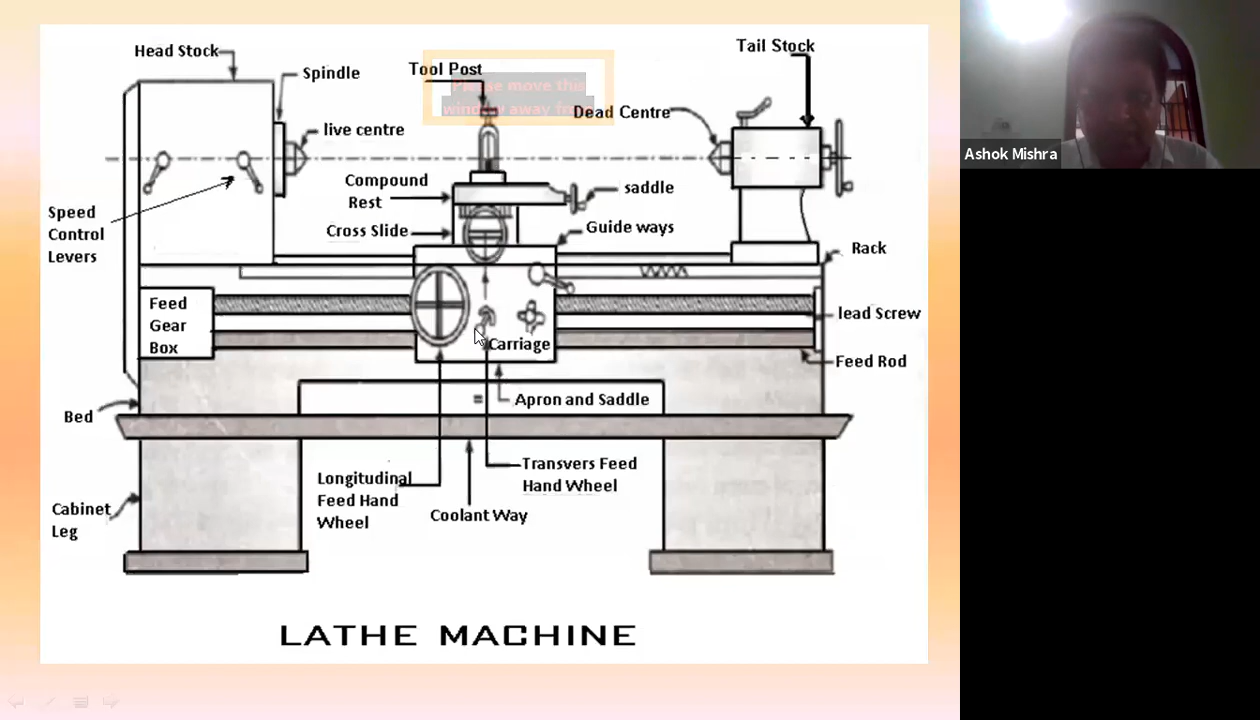 Head Stock
Spindle
Tool Post
Please move this
window away from
Tail Stock
Dead Centre
live centre
Ashok Mishra
Compound
Rest
saddle
Speed
Control
Levers
Cross Slide
Guide ways
Rack
Feed
Gear
Box
lead Screw
Carriage
Feed Rod
Apron and Saddle
=
Bed
Transvers Feed
Hand Wheel
Longitudinal
Feed Hand
Wheel
Coolant Way
Cabinet
Leg
LATHE MACHINE